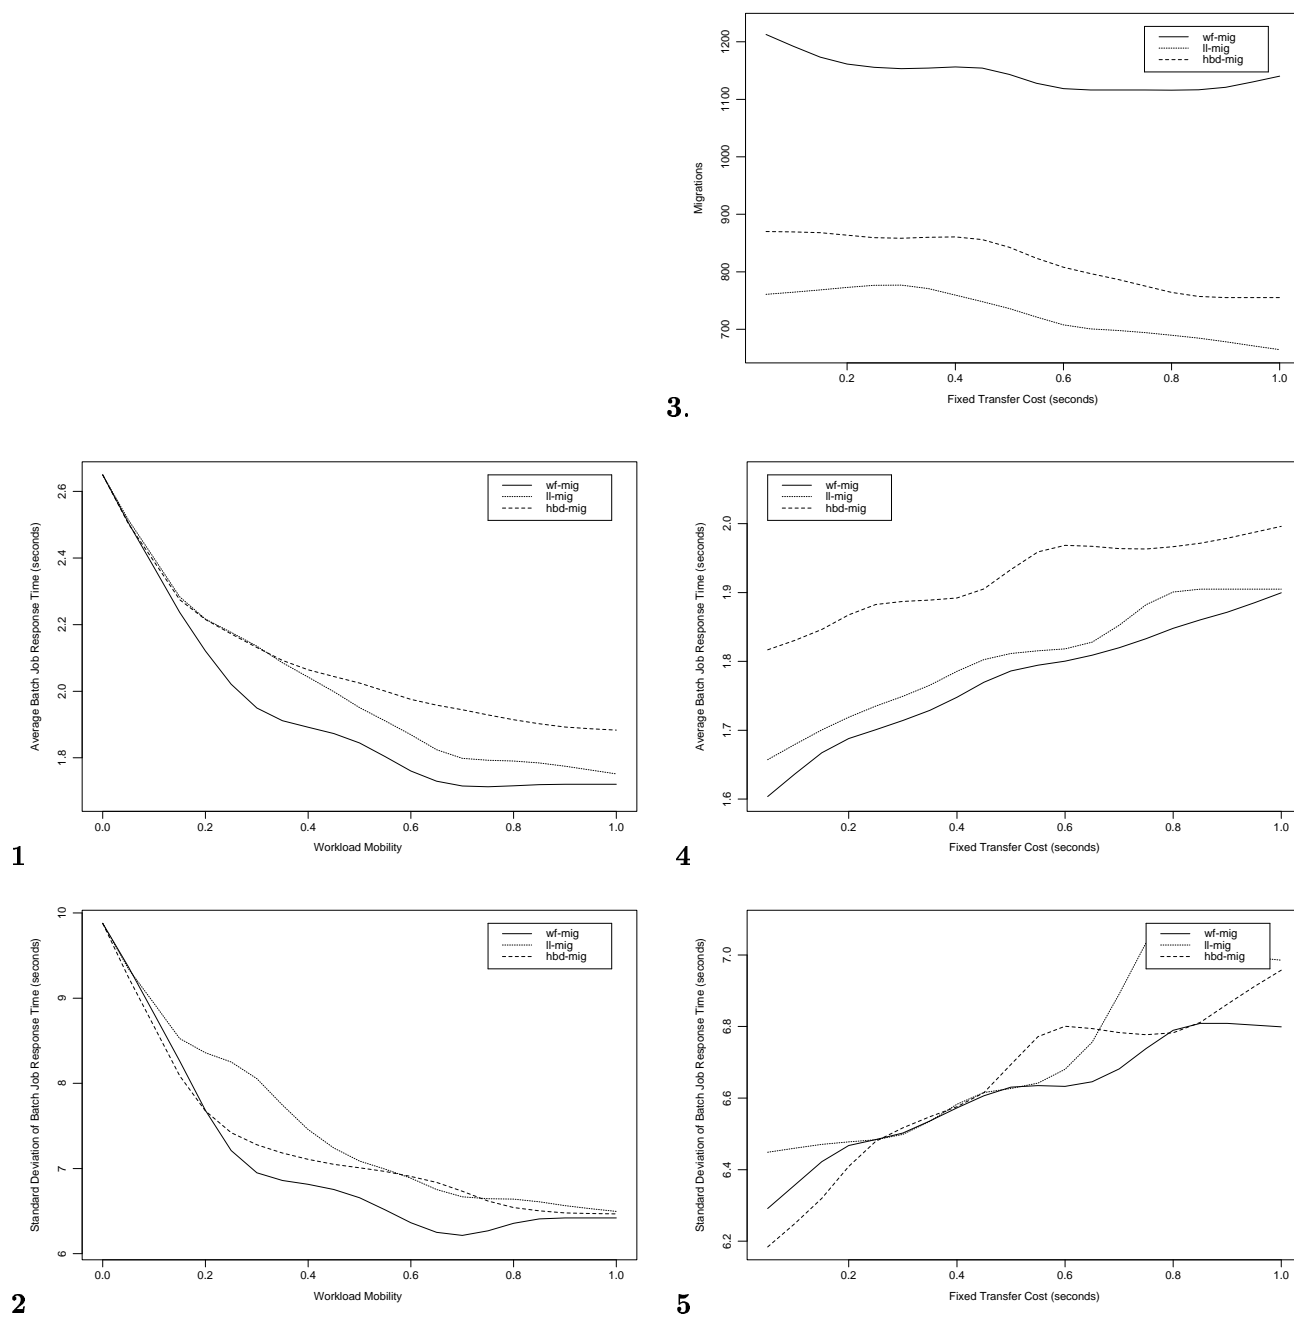 Migrations
1200
1100
1000
900
800
700
wf-mig
ll-mig
hbd-mig
0.2 0.4 0.6 0.8 1.0
Fixed Transfer Cost (seconds)
3.
Average Batch Job Response Time (seconds)
2.6
2.4
2.2
2.0
1.8
wf-mig
ll-mig
hbd-mig
0.0 0.2 0.4 0.6 0.8 1.0
Workload Mobility
1
Average Batch Job Response Time (seconds)
2.0
1.9
1.8
1.7
1.6
wf-mig
ll-mig
hbd-mig
0.2 0.4 0.6 0.8 1.0
Fixed Transfer Cost (seconds)
4
Standard Deviation of Batch Job Response Time (seconds)
10
9
8
7
6
wf-mig
ll-mig
hbd-mig
0.0 0.2 0.4 0.6 0.8 1.0
Workload Mobility
2
Standard Deviation of Batch Job Response Time (seconds)
7.0
6.8
6.6
6.4
6.2
wf-mig
ll-mig
hbd-mig
0.2 0.4 0.6 0.8 1.0
Fixed Transfer Cost (seconds)
5